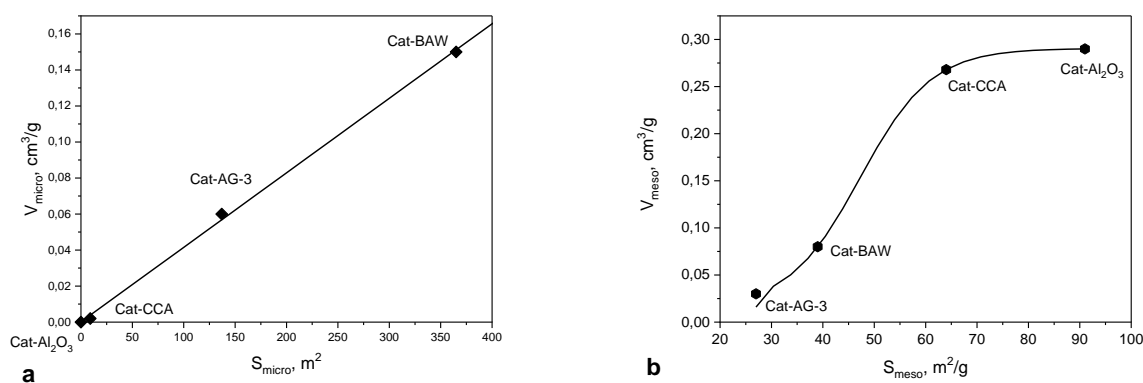 0,16
0,14
0,12
0,10
0,08
0,06
0,04
0,02
0,00
V_micro, cm³/g
Cat-BAW
Cat-AG-3
Cat-CCA
Cat-Al₂O₃
0 50 100 150 200 250 300 350 400
S_micro, m²
a
0,30
0,25
0,20
0,15
0,10
0,05
0,00
V_meso, cm³/g
Cat-Al₂O₃
Cat-CCA
Cat-BAW
Cat-AG-3
20 30 40 50 60 70 80 90 100
S_meso, m²/g
b